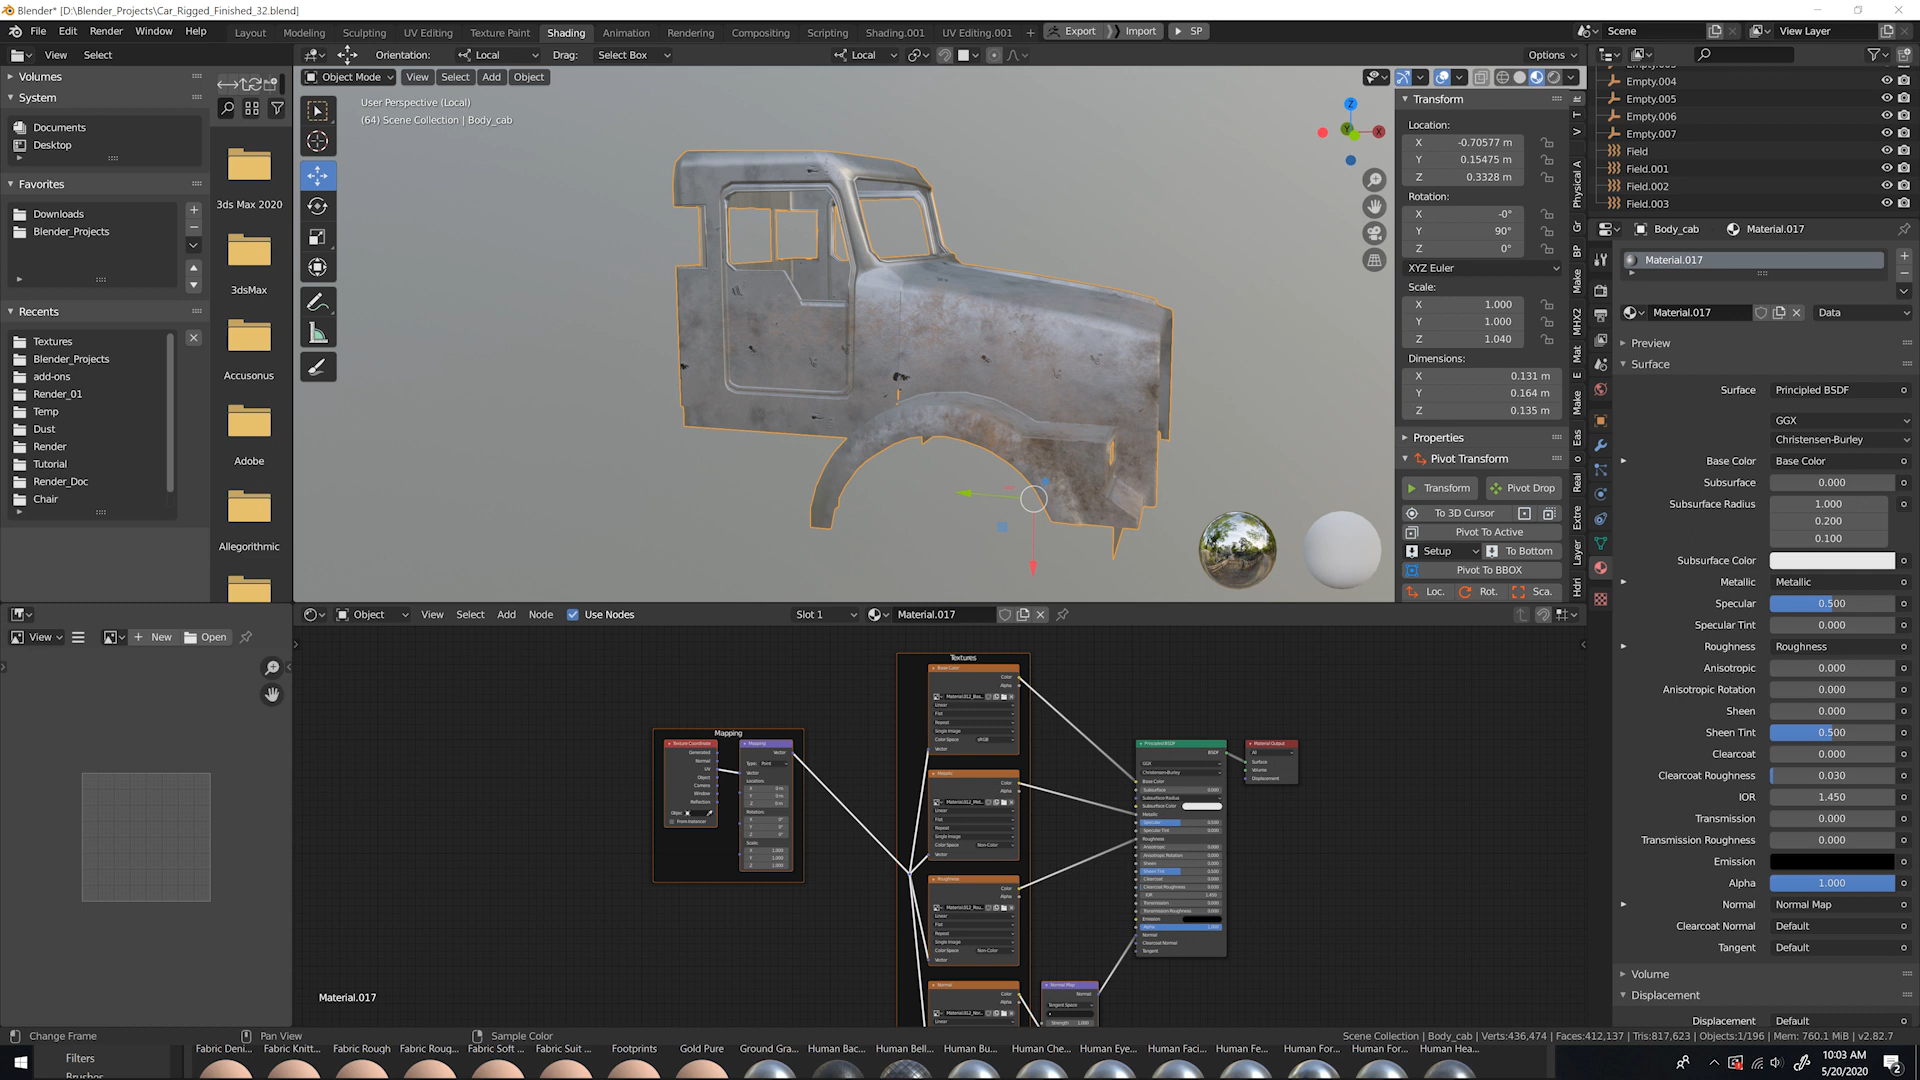 Blender* [D:\Blender_Projects\Car_Rigged_Finished_32.blend]
File Edit Render Window Help Layout Modeling Sculpting UV Editing Texture Paint Shading Animation Rendering Compositing Scripting Shading.001 UV Editing.001 + Export Import SP Scene View Layer
View Select Orientation: Local Drag: Select Box Local Options
Object Mode View Select Add Object
User Perspective (Local)
(64) Scene Collection | Body_cab
Volumes
System
Documents
Desktop
Favorites
Downloads
Blender_Projects
Recents
Textures
Blender_Projects
add-ons
Render_01
Temp
Dust
Render
Tutorial
Render_Doc
Chair
3ds Max 2020
3dsMax
Accusonus
Adobe
Allegorithmic
Transform
Location:
X -0.70577 m
Y 0.15475 m
Z 0.3328 m
Rotation:
X -0°
Y 90°
Z 0°
XYZ Euler
Scale:
X 1.000
Y 1.000
Z 1.040
Dimensions:
X 0.131 m
Y 0.164 m
Z 0.135 m
Properties
Pivot Transform
Transform Pivot Drop
To 3D Cursor
Pivot To Active
Setup To Bottom
Pivot To BBOX
Loc. Rot. Sca.
Empty.004
Empty.005
Empty.006
Empty.007
Field
Field.001
Field.002
Field.003
Body_cab Material.017
Material.017
Material.017 Data
Preview
Surface
Surface Principled BSDF
GGX
Christensen-Burley
Base Color Base Color
Subsurface 0.000
Subsurface Radius 1.000
0.200
0.100
Subsurface Color
Metallic Metallic
Specular 0.500
Specular Tint 0.000
Roughness Roughness
Anisotropic 0.000
Anisotropic Rotation 0.000
Sheen 0.000
Sheen Tint 0.500
Clearcoat 0.000
Clearcoat Roughness 0.030
IOR 1.450
Transmission 0.000
Transmission Roughness 0.000
Emission
Alpha 1.000
Normal Normal Map
Clearcoat Normal Default
Tangent Default
Volume
Displacement
Displacement Default
View New Open
Object View Select Add Node Use Nodes Slot 1 Material.017
Textures
Mapping
Material.017
Change Frame Pan View Sample Color
Scene Collection | Body_cab | Verts:436,474 | Faces:412,137 | Tris:817,623 | Objects:1/196 | Mem: 760.1 MiB | v2.82.7
Filters
Brushes
Fabric Deni... Fabric Knitt... Fabric Rough Fabric Roug... Fabric Soft ... Fabric Suit ... Footprints Gold Pure Ground Gra... Human Bac... Human Bell... Human Bu... Human Che... Human Eye... Human Faci... Human Fe... Human For... Human For... Human Hea...
10:03 AM
5/20/2020